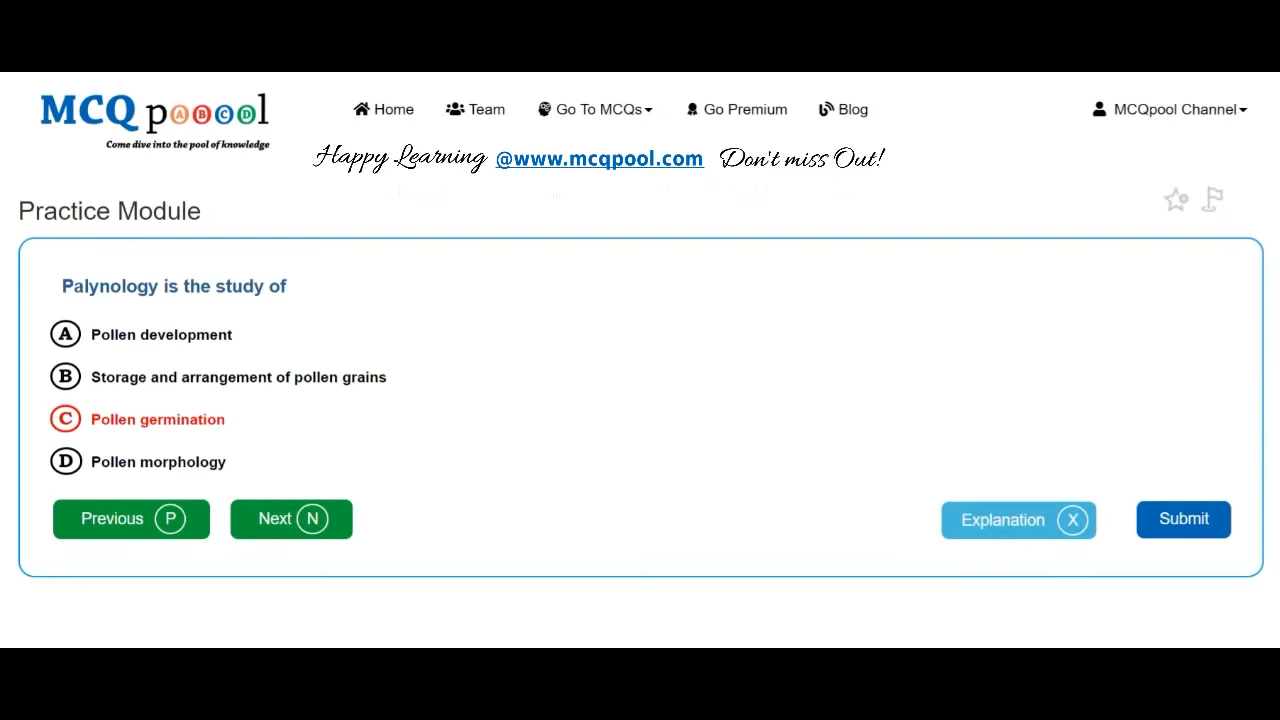 MCQ pABCDl
Come dive into the pool of knowledge
Home Team Go To MCQs Go Premium Blog MCQpool Channel
Happy Learning @www.mcqpool.com Don't miss Out!
Practice Module
Palynology is the study of
A Pollen development
B Storage and arrangement of pollen grains
C Pollen germination
D Pollen morphology
Previous P Next N Explanation X Submit